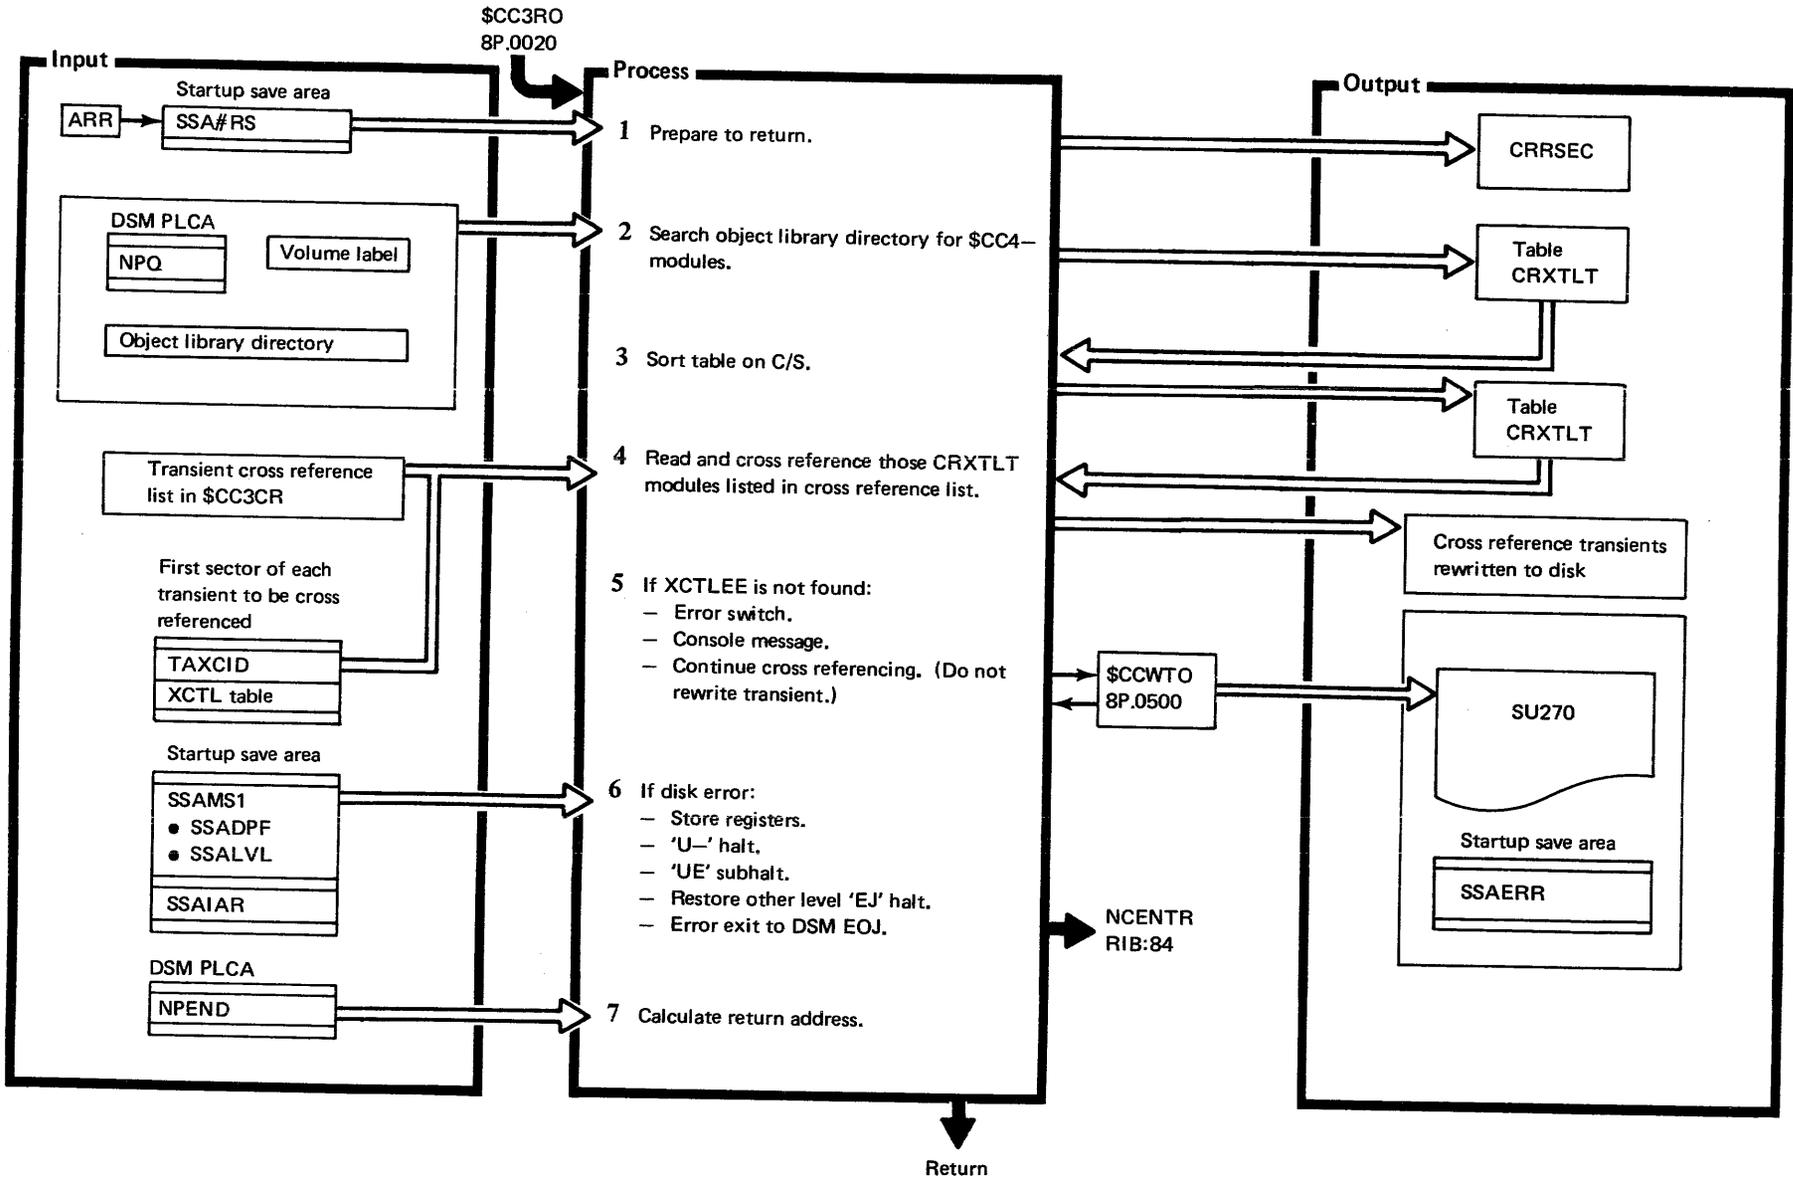 $CC3RO
8P.0020
Input
Startup save area
ARR
SSA#RS
DSM PLCA
NPQ
Volume label
Object library directory
Transient cross reference
list in $CC3CR
First sector of each
transient to be cross
referenced
TAXCID
XCTL table
Startup save area
SSAMS1
● SSADPF
● SSALVL
SSAIAR
DSM PLCA
NPEND
Process
1 Prepare to return.
2 Search object library directory for $CC4—
modules.
3 Sort table on C/S.
4 Read and cross reference those CRXTLT
modules listed in cross reference list.
5 If XCTLEE is not found:
— Error switch.
— Console message.
— Continue cross referencing. (Do not
rewrite transient.)
6 If disk error:
— Store registers.
— 'U—' halt.
— 'UE' subhalt.
— Restore other level 'EJ' halt.
— Error exit to DSM EOJ.
7 Calculate return address.
$CCWTO
8P.0500
NCENTR
RIB:84
Return
Output
CRRSEC
Table
CRXTLT
Table
CRXTLT
Cross reference transients
rewritten to disk
SU270
Startup save area
SSAERR